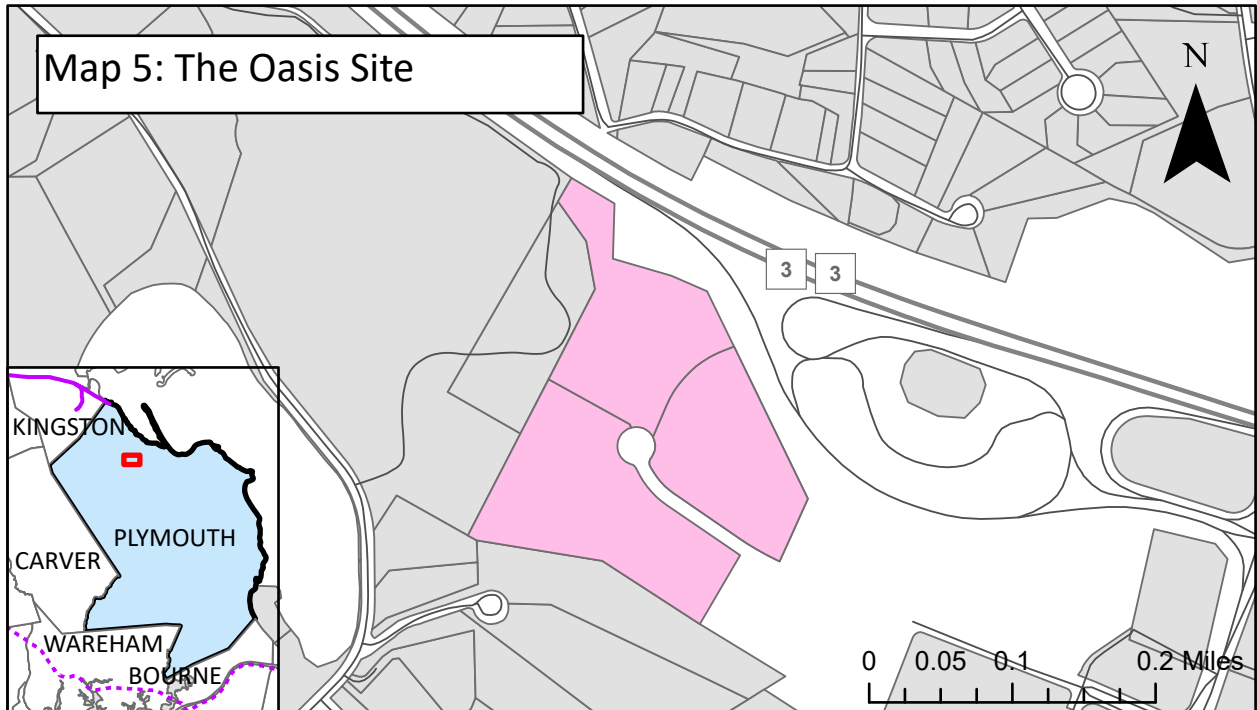 Map 5: The Oasis Site
N
3 3
KINGSTON
PLYMOUTH
CARVER
WAREHAM
BOURNE
0 0.05 0.1 0.2 Miles